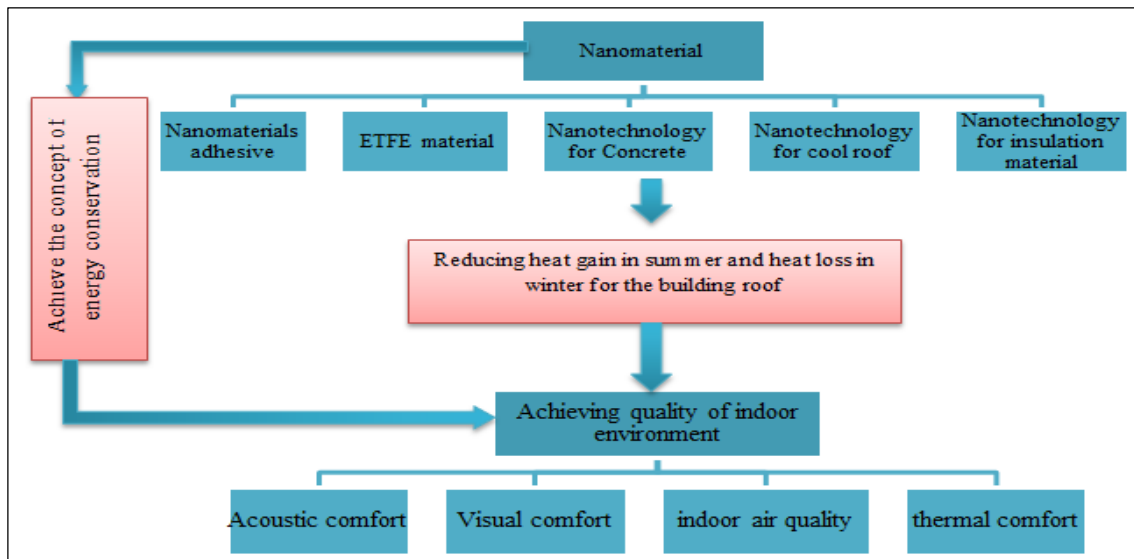 Nanomaterial
Achieve the concept of
energy conservation
Nanomaterials
adhesive
ETFE material
Nanotechnology
for Concrete
Nanotechnology
for cool roof
Nanotechnology
for insulation
material
Reducing heat gain in summer and heat loss in
winter for the building roof
Achieving quality of indoor
environment
Acoustic comfort
Visual comfort
indoor air quality
thermal comfort